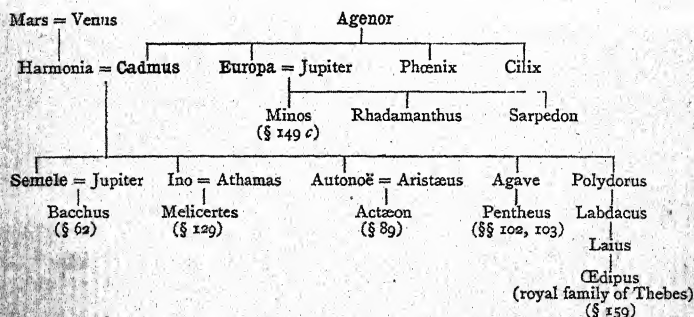 Mars = Venus Agenor
Harmonia = Cadmus Europa = Jupiter Phœnix Cilix
Minos Rhadamanthus Sarpedon
(§ 149 c)
Semele = Jupiter Ino = Athamas Autonoë = Aristæus Agave Polydorus
Bacchus Melicertes Actæon Pentheus Labdacus
(§ 62) (§ 129) (§ 89) (§§ 102, 103)
Laius
Œdipus
(royal family of Thebes)
(§ 159)